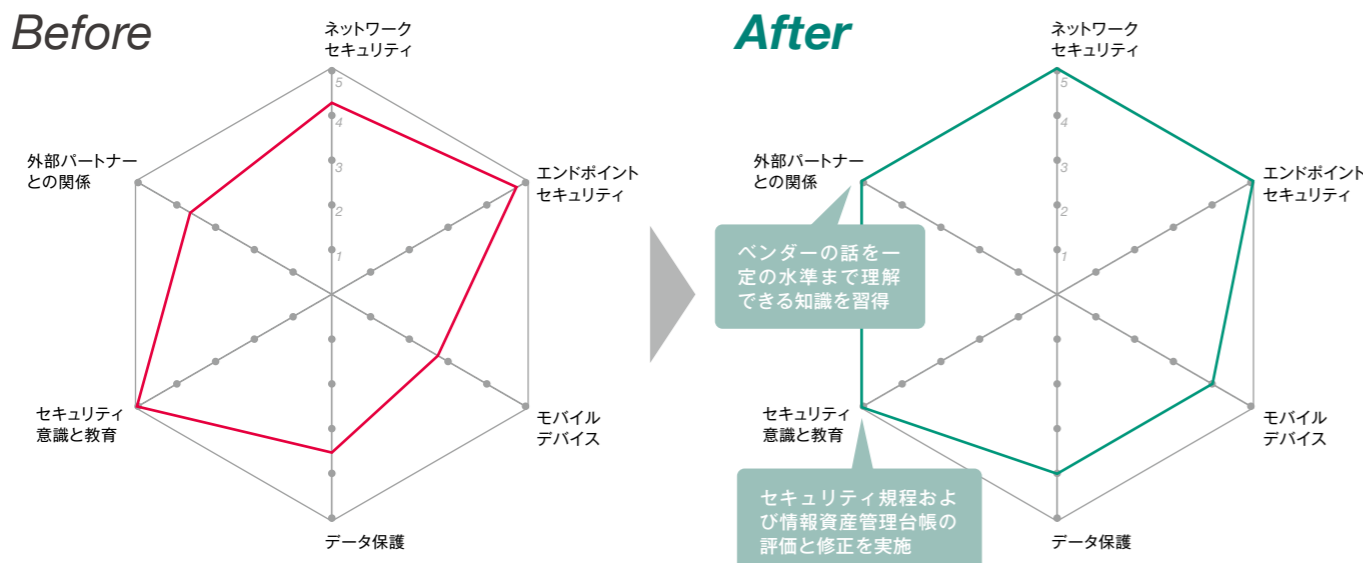 Before
ネットワーク
セキュリティ
5
4
3
2
1
エンドポイント
セキュリティ
モバイル
デバイス
データ保護
セキュリティ
意識と教育
外部パートナー
との関係
After
ネットワーク
セキュリティ
5
4
3
2
1
エンドポイント
セキュリティ
モバイル
デバイス
データ保護
セキュリティ
意識と教育
外部パートナー
との関係
ベンダーの話を一
定の水準まで理解
できる知識を習得
セキュリティ規程およ
び情報資産管理台帳の
評価と修正を実施